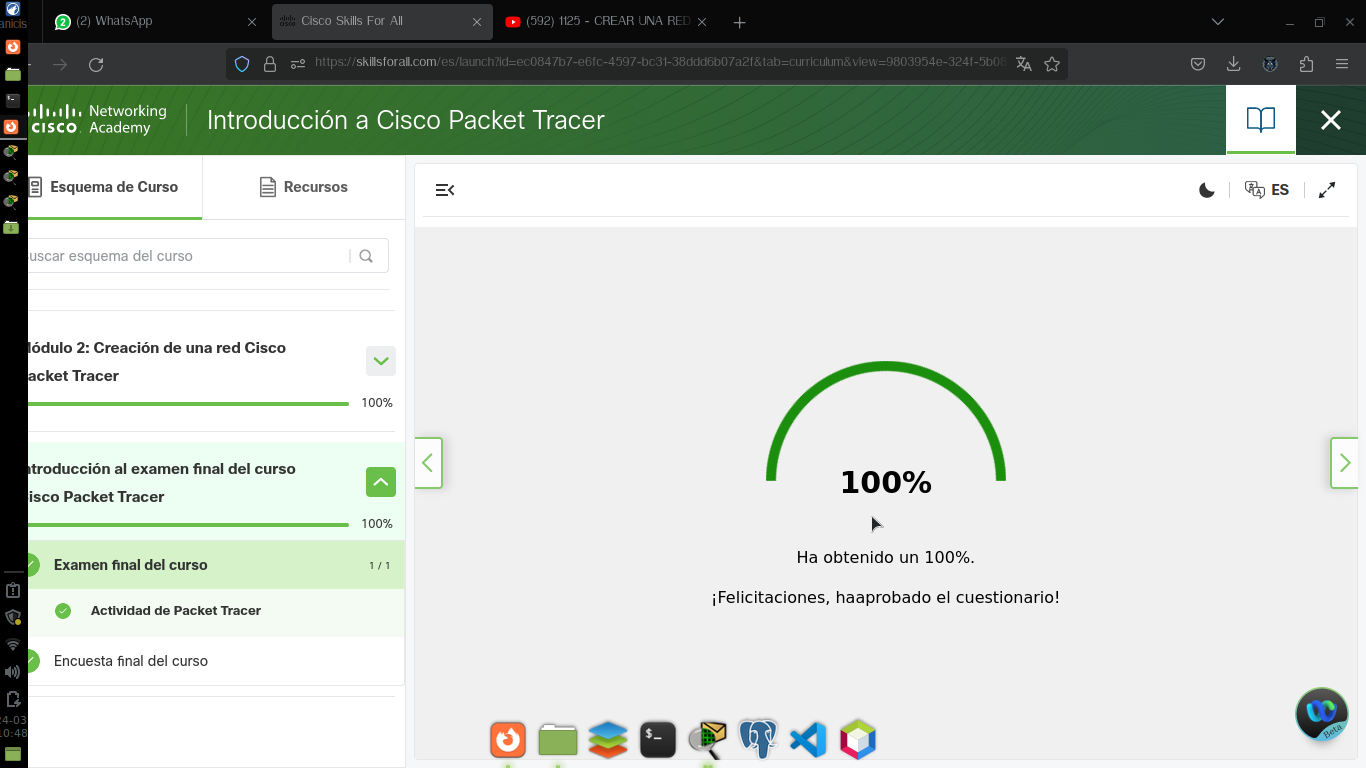 (2) WhatsApp
Cisco Skills For All
(592) 1125 - CREAR UNA RED
anicis
https://skillsforall.com/es/launch?id=ec0847b7-e6fc-4597-bc31-38ddd6b07a2f&tab=curriculum&view=9803954e-324f-5b08
Networking
CISCO Academy
Introducción a Cisco Packet Tracer
Esquema de Curso
Recursos
ES
uscar esquema del curso
ódulo 2: Creación de una red Cisco
acket Tracer
100%
ntroducción al examen final del curso
isco Packet Tracer
100%
Examen final del curso
1 / 1
Actividad de Packet Tracer
Encuesta final del curso
100%
Ha obtenido un 100%.
¡Felicitaciones, haaprobado el cuestionario!
24-03
10:48
$_
Beta